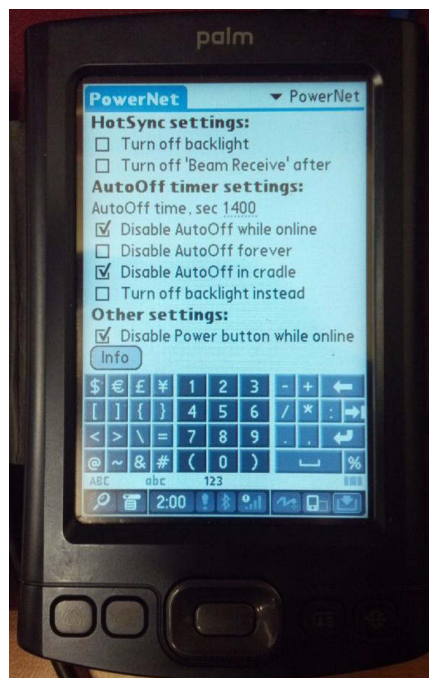 palm
PowerNet PowerNet
HotSync settings:
Turn off backlight
Turn off 'Beam Receive' after
AutoOff timer settings:
AutoOff time, sec 1400
Disable AutoOff while online
Disable AutoOff forever
Disable AutoOff in cradle
Turn off backlight instead
Other settings:
Disable Power button while online
Info
$ € £ ¥ 1 2 3 - +
[ ] { } 4 5 6 / * :
< > \ = 7 8 9 . ,
@ ~ & # ( 0 ) %
ABC abc 123
2:00